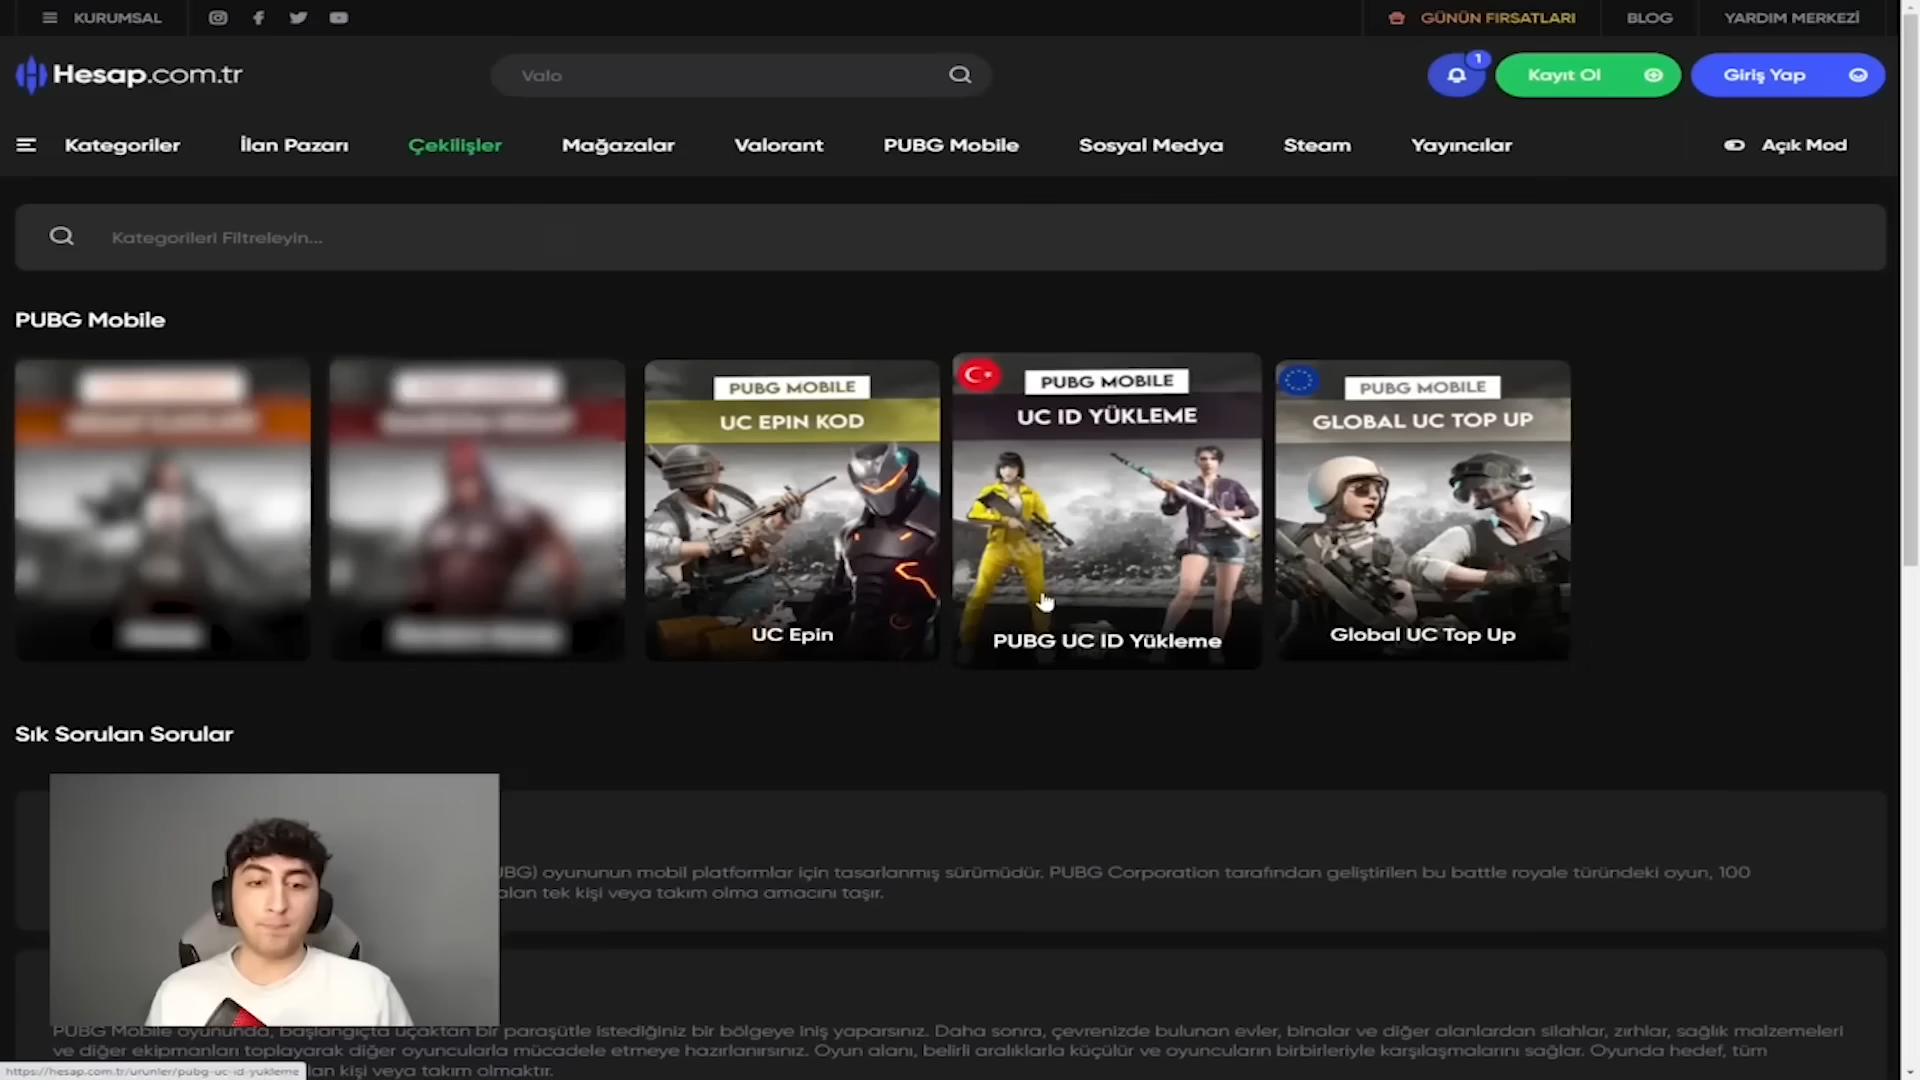 KURUMSAL
GÜNÜN FIRSATLARI
BLOG
YARDIM MERKEZİ
Hesap.com.tr
Valo
1
Kayıt Ol
Giriş Yap
Kategoriler
İlan Pazarı
Çekilişler
Mağazalar
Valorant
PUBG Mobile
Sosyal Medya
Steam
Yayıncılar
Açık Mod
Kategorileri Filtreleyin...
PUBG Mobile
PUBG MOBILE
UC EPIN KOD
UC Epin
PUBG MOBILE
UC ID YÜKLEME
PUBG UC ID Yükleme
PUBG MOBILE
GLOBAL UC TOP UP
Global UC Top Up
Sık Sorulan Sorular
oyununun mobil platformlar için tasarlanmış sürümüdür. PUBG Corporation tarafından geliştirilen bu battle royale türündeki oyun, 100
alan tek kişi veya takım olma amacını taşır.
PUBG Mobile oyununda, başlangıçta uçaktan bir paraşütle istediğiniz bir bölgeye iniş yaparsınız. Daha sonra, çevrenizde bulunan evler, binalar ve diğer alanlardan silahlar, zırhlar, sağlık malzemeleri
ve diğer ekipmanları toplayarak diğer oyuncularla mücadele etmeye hazırlanırsınız. Oyun alanı, belirli aralıklarla küçülür ve oyuncuların birbirleriyle karşılaşmalarını sağlar. Oyunda hedef, tüm
https://hesap.com.tr/urunler/pubg-uc-id-yukleme
kişi veya takım olmaktır.